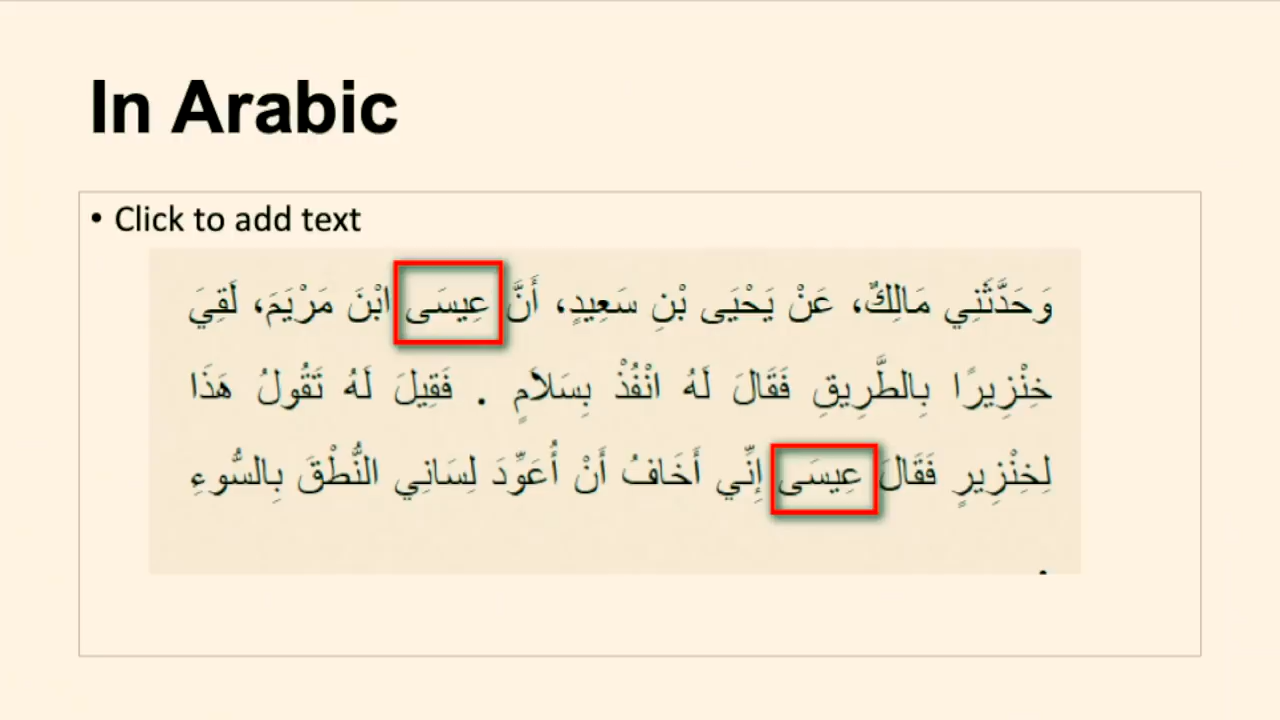 In Arabic
• Click to add text
وَحَدَّثَنِي مَالِكٌ، عَنْ يَحْيَى بْنِ سَعِيدٍ، أَنَّ عِيسَى ابْنَ مَرْيَمَ، لَقِيَ
خِنْزِيرًا بِالطَّرِيقِ فَقَالَ لَهُ انْفُذْ بِسَلاَمٍ . فَقِيلَ لَهُ تَقُولُ هَذَا
لِخِنْزِيرٍ فَقَالَ عِيسَى إِنِّي أَخَافُ أَنْ أُعَوِّدَ لِسَانِي النُّطْقَ بِالسُّوءِ
.